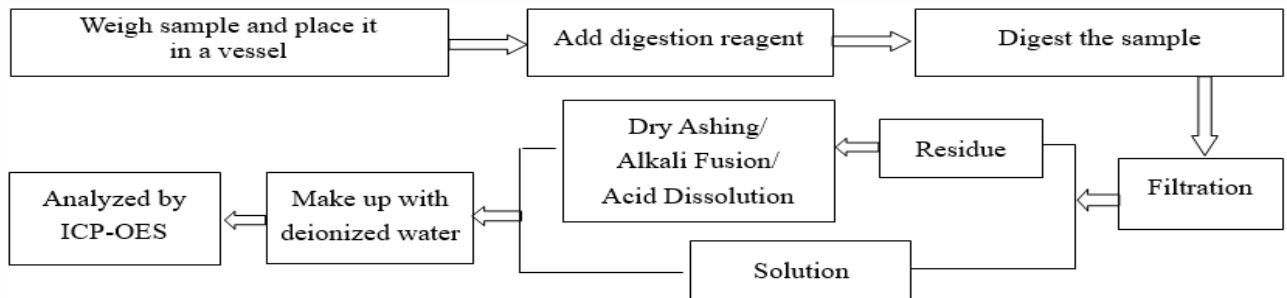 Weigh sample and place it
in a vessel
Add digestion reagent
Digest the sample
Filtration
Residue
Dry Ashing/
Alkali Fusion/
Acid Dissolution
Solution
Make up with
deionized water
Analyzed by
ICP-OES